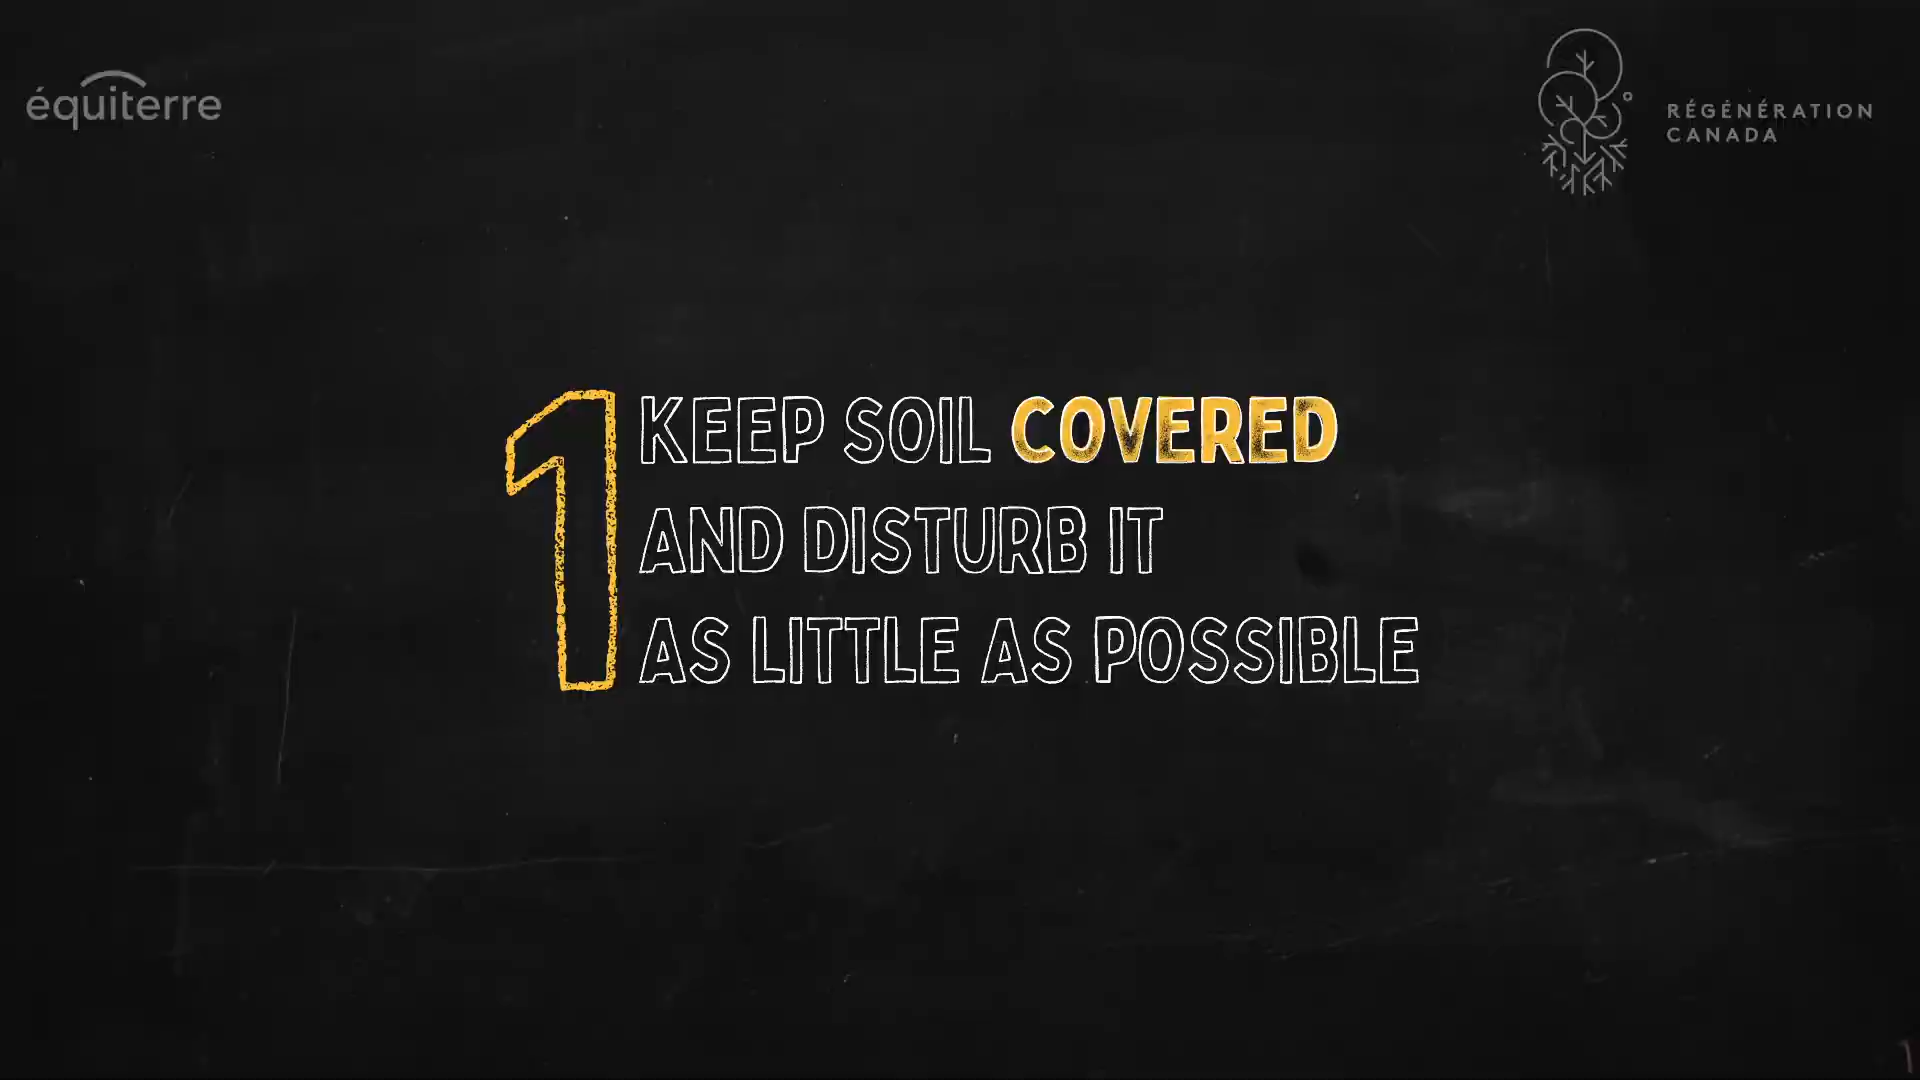 équiterre
RÉGÉNÉRATION
CANADA
1 KEEP SOIL COVERED
AND DISTURB IT
AS LITTLE AS POSSIBLE